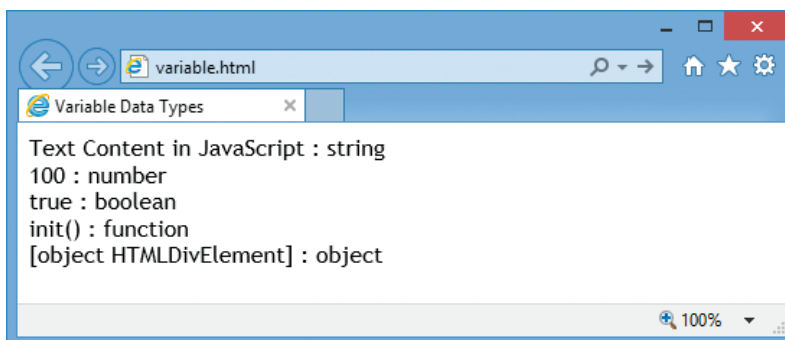 variable.html
Variable Data Types
Text Content in JavaScript : string
100 : number
true : boolean
init() : function
[object HTMLDivElement] : object
100%